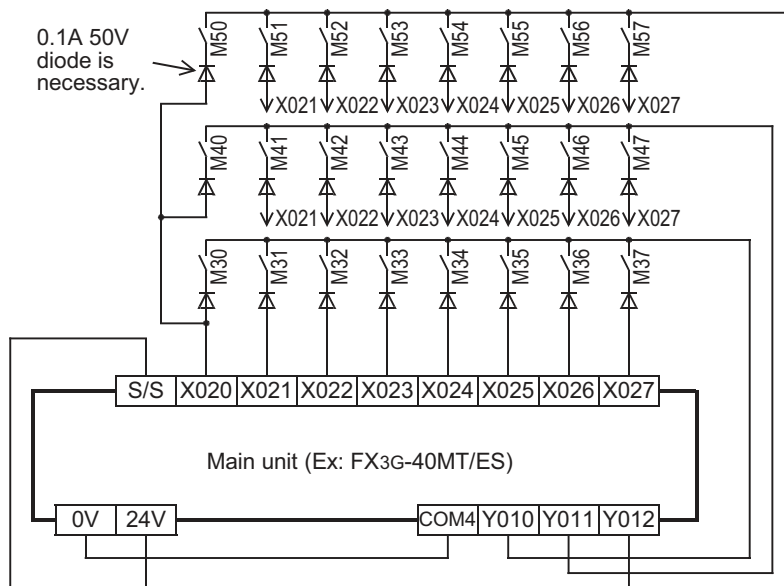 0.1A 50V
diode is
necessary.
M50 M51 M52 M53 M54 M55 M56 M57
X021 X022 X023 X024 X025 X026 X027
M40 M41 M42 M43 M44 M45 M46 M47
X021 X022 X023 X024 X025 X026 X027
M30 M31 M32 M33 M34 M35 M36 M37
S/S X020 X021 X022 X023 X024 X025 X026 X027
Main unit (Ex: FX3G-40MT/ES)
0V 24V COM4 Y010 Y011 Y012